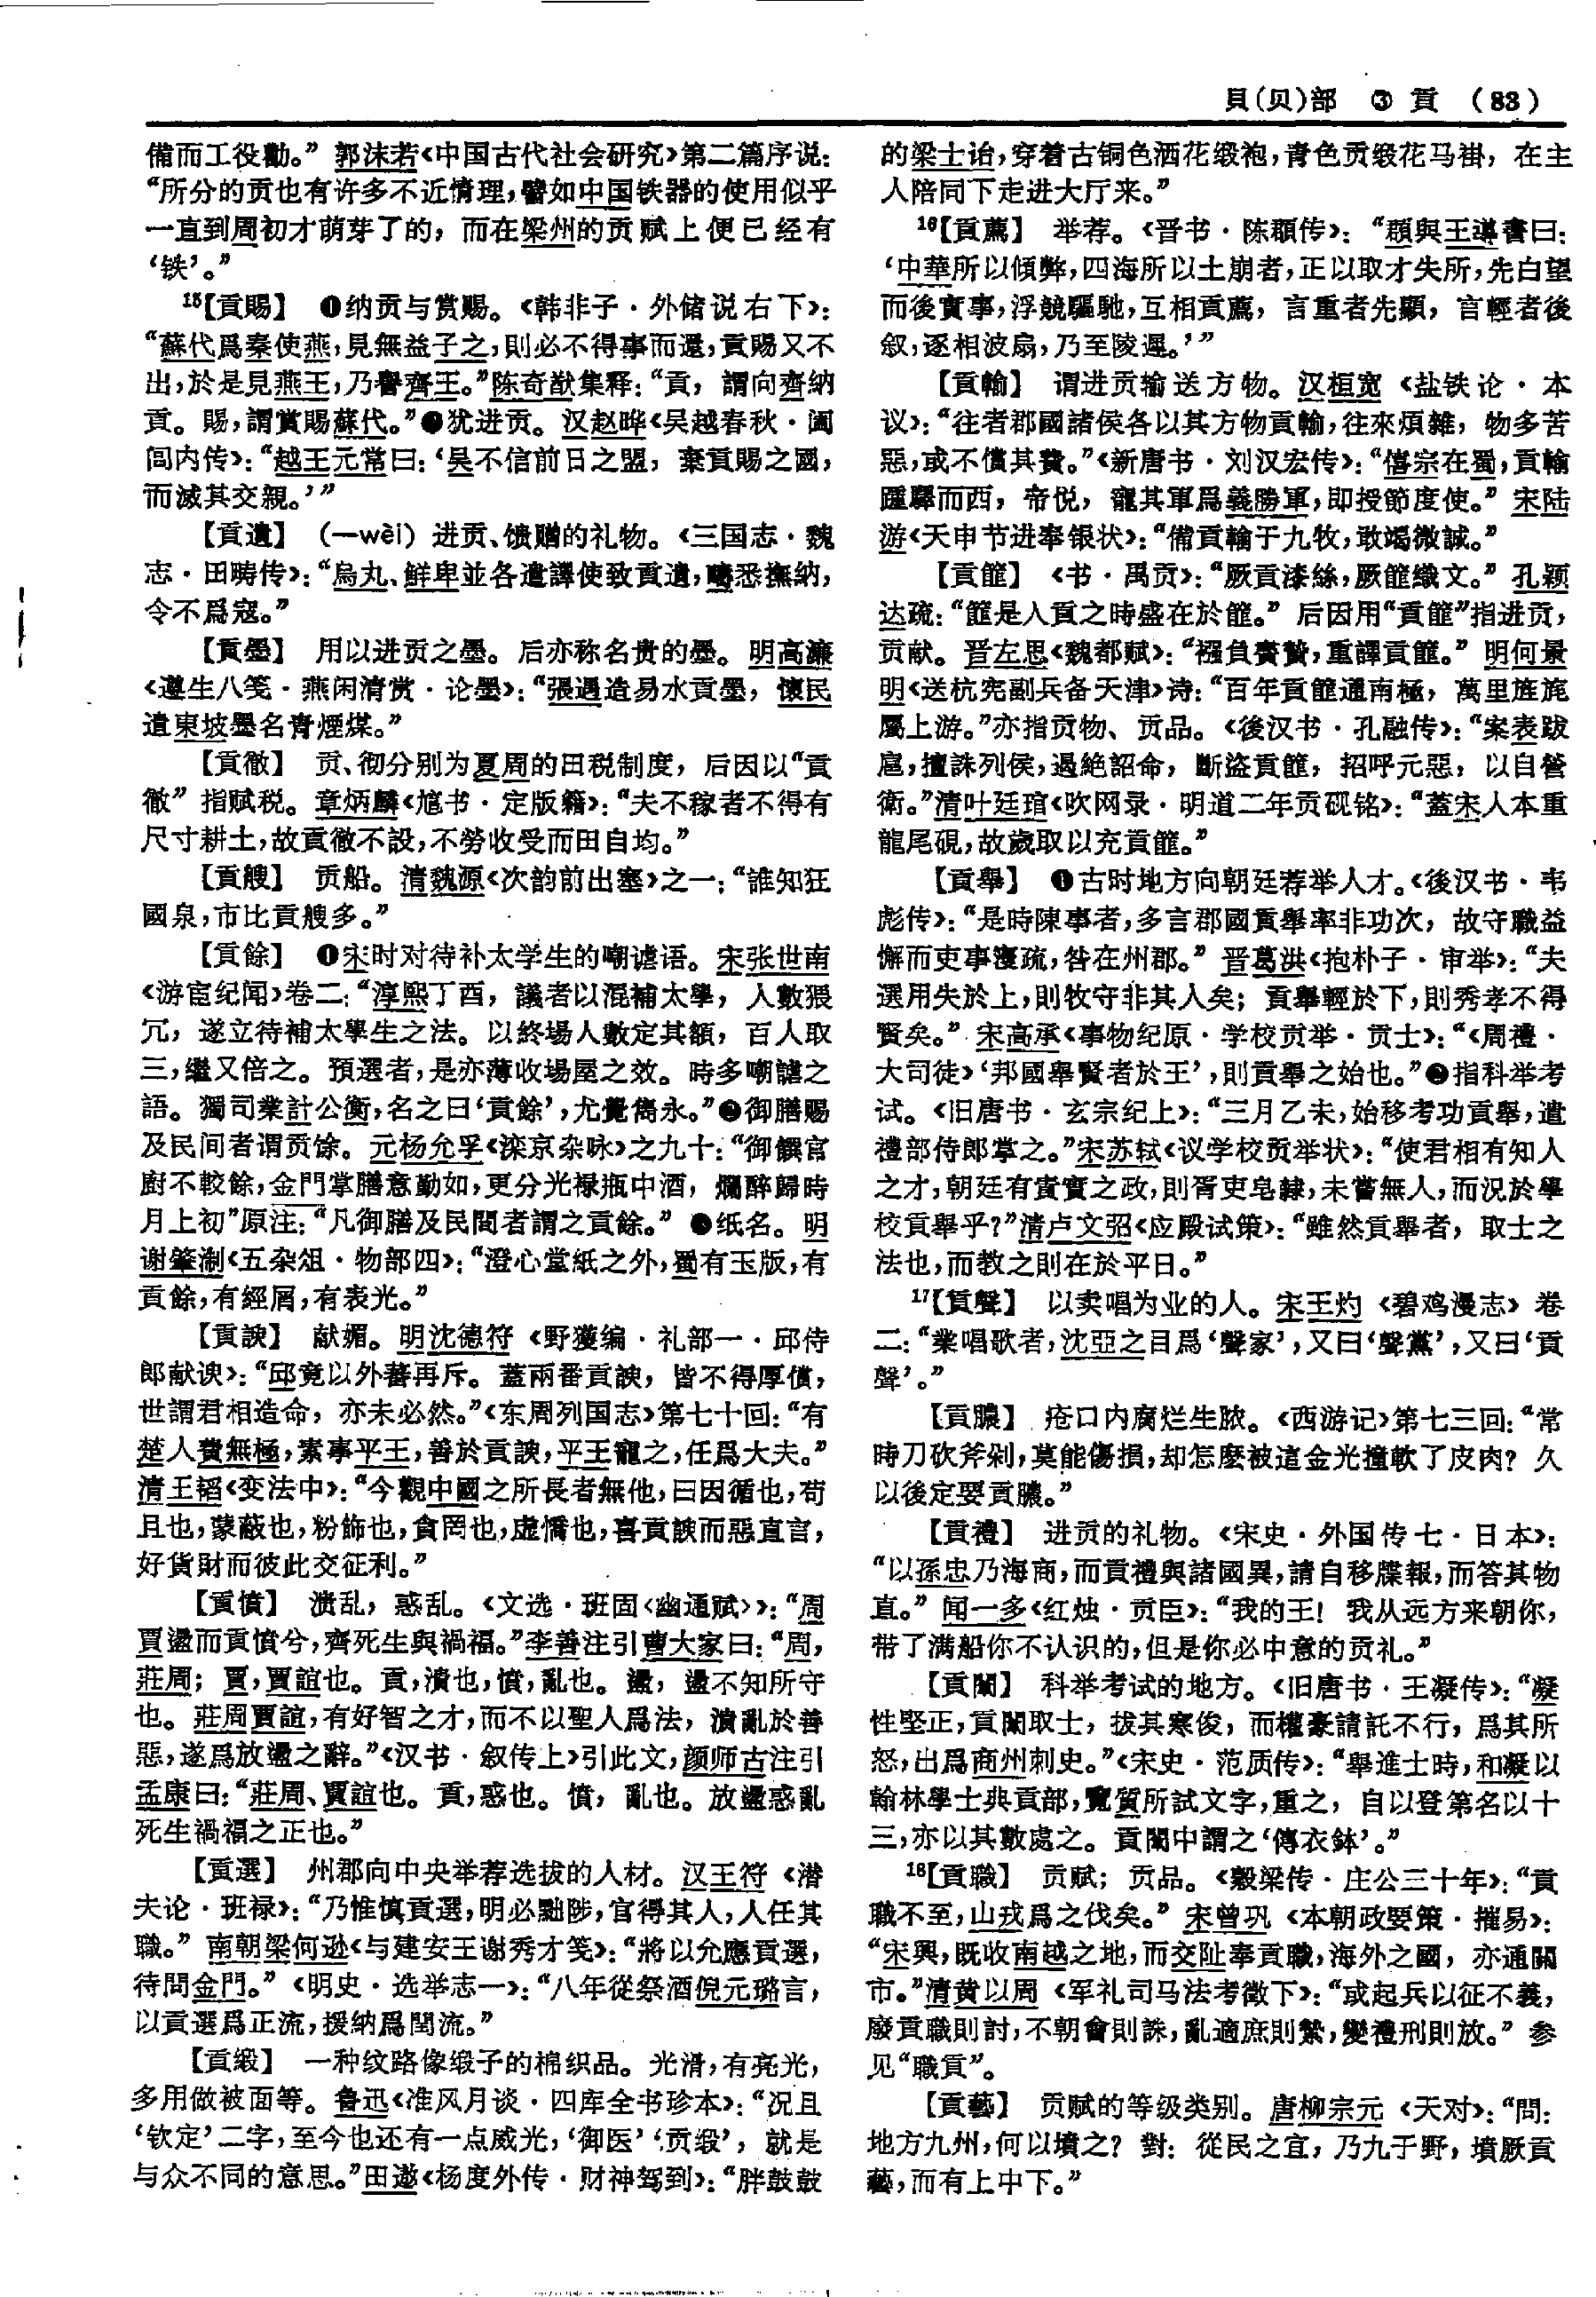 貝(贝)部 ③ 貢 (83)
備而工役勸。”郭沫若《中国古代社会研究》第二篇序说：
“所分的贡也有许多不近情理，譬如中国铁器的使用似乎
一直到周初才萌芽了的，而在梁州的贡赋上便已经有
‘铁’。”
15【貢賜】 ❶纳贡与赏赐。《韩非子·外储说右下》：
“蘇代爲秦使燕，見無益子之，則必不得事而還，貢賜又不
出，於是見燕王，乃譽齊王。”陈奇猷集释：“貢，謂向齊納
貢。賜，謂賞賜蘇代。”❷犹进贡。汉赵晔《吴越春秋·阖
闾内传》：“越王元常曰：‘吴不信前日之盟，棄貢賜之國，
而滅其交親。’”
【貢遺】 （—wèi）进贡、馈赠的礼物。《三国志·魏
志·田畴传》：“烏丸、鮮卑並各遣譯使致貢遺，疇悉撫納，
令不爲寇。”
【貢墨】 用以进贡之墨。后亦称名贵的墨。明高濂
《遵生八笺·燕闲清赏·论墨》：“張遇造易水貢墨，懷民
遺東坡墨名青煙煤。”
【貢徹】 贡、彻分别为夏周的田税制度，后因以“貢
徹”指赋税。章炳麟《訄书·定版籍》：“夫不稼者不得有
尺寸耕土，故貢徹不設，不勞收受而田自均。”
【貢艘】 贡船。清魏源《次韵前出塞》之一：“誰知狂
國泉，市比貢艘多。”
【貢餘】 ❶宋时对待补太学生的嘲谑语。宋张世南
《游宦纪闻》卷二：“淳熙丁酉，議者以混補太學，人數猥
冗，遂立待補太學生之法。以終場人數定其額，百人取
三，繼又倍之。預選者，是亦薄收場屋之效。時多嘲謔之
語。獨司業計公衡，名之曰‘貢餘’，尤覺雋永。”❷御膳赐
及民间者谓贡馀。元杨允孚《滦京杂咏》之九十：“御饌官
廚不較餘，金門掌膳意勤如，更分光禄瓶中酒，爛醉歸時
月上初”原注：“凡御膳及民間者謂之貢餘。”❸纸名。明
谢肇淛《五杂俎·物部四》：“澄心堂紙之外，蜀有玉版，有
貢餘，有經屑，有表光。”
【貢諛】 献媚。明沈德符《野獲编·礼部一·邱侍
郎献谀》：“邱竟以外蕃再斥。蓋兩番貢諛，皆不得厚償，
世謂君相造命，亦未必然。”《东周列国志》第七十回：“有
楚人費無極，素事平王，善於貢諛，平王寵之，任爲大夫。”
清王韬《变法中》：“今觀中國之所長者無他，曰因循也，苟
且也，蒙蔽也，粉飾也，貪罔也，虚憍也，喜貢諛而惡直言，
好貨財而彼此交征利。”
【貢憤】 溃乱，惑乱。《文选·班固〈幽通赋〉》：“周
賈盪而貢憤兮，齊死生與禍福。”李善注引曹大家曰：“周，
莊周；賈，賈誼也。貢，潰也，憤，亂也。盪，盪不知所守
也。莊周賈誼，有好智之才，而不以聖人爲法，潰亂於善
惡，遂爲放盪之辭。”《汉书·叙传上》引此文，颜师古注引
孟康曰：“莊周、賈誼也。貢，惑也。憤，亂也。放盪惑亂
死生禍福之正也。”
【貢選】 州郡向中央举荐选拔的人材。汉王符《潜
夫论·班禄》：“乃惟慎貢選，明必黜陟，官得其人，人任其
職。”南朝梁何逊《与建安王谢秀才笺》：“將以允應貢選，
待問金門。”《明史·选举志一》：“八年從祭酒倪元璐言，
以貢選爲正流，援納爲閏流。”
【貢緞】 一种纹路像缎子的棉织品。光滑，有亮光，
多用做被面等。鲁迅《准风月谈·四库全书珍本》：“况且
‘钦定’二字，至今也还有一点威光，‘御医’‘贡缎’，就是
与众不同的意思。”田遨《杨度外传·财神驾到》：“胖鼓鼓
的梁士诒，穿着古铜色洒花缎袍，青色贡缎花马褂，在主
人陪同下走进大厅来。”
16【貢薦】 举荐。《晋书·陈頵传》：“頵與王導書曰：
‘中華所以傾弊，四海所以土崩者，正以取才失所，先白望
而後實事，浮競驅馳，互相貢薦，言重者先顯，言輕者後
叙，逐相波扇，乃至陵遲。’”
【貢輸】 谓进贡输送方物。汉桓宽《盐铁论·本
议》：“往者郡國諸侯各以其方物貢輸，往來煩雜，物多苦
惡，或不償其費。”《新唐书·刘汉宏传》：“僖宗在蜀，貢輸
踵驛而西，帝悦，寵其軍爲義勝軍，即授節度使。”宋陆
游《天申节进奉银状》：“備貢輸于九牧，敢竭微誠。”
【貢篚】 《书·禹贡》：“厥貢漆絲，厥篚織文。”孔颖
达疏：“篚是入貢之時盛在於篚。”后因用“貢篚”指进贡，
贡献。晋左思《魏都赋》：“襁負賫贄，重譯貢篚。”明何景
明《送杭宪副兵备天津》诗：“百年貢篚通南極，萬里旌旄
屬上游。”亦指贡物、贡品。《後汉书·孔融传》：“案表跋
扈，擅誅列侯，遏絶詔命，斷盜貢篚，招呼元惡，以自營
衛。”清叶廷琯《吹网录·明道二年贡砚铭》：“蓋宋人本重
龍尾硯，故歲取以充貢篚。”
【貢舉】 ❶古时地方向朝廷荐举人才。《後汉书·韦
彪传》：“是時陳事者，多言郡國貢舉率非功次，故守職益
懈而吏事寖疏，咎在州郡。”晋葛洪《抱朴子·审举》：“夫
選用失於上，則牧守非其人矣；貢舉輕於下，則秀孝不得
賢矣。”宋高承《事物纪原·学校贡举·贡士》：“《周禮·
大司徒》‘邦國舉賢者於王’，則貢舉之始也。”❷指科举考
试。《旧唐书·玄宗纪上》：“三月乙未，始移考功貢舉，遣
禮部侍郎掌之。”宋苏轼《议学校贡举状》：“使君相有知人
之才，朝廷有責實之政，則胥吏皂隸，未嘗無人，而況於學
校貢舉乎？”清卢文弨《应殿试策》：“雖然貢舉者，取士之
法也，而教之則在於平日。”
17【貢聲】 以卖唱为业的人。宋王灼《碧鸡漫志》卷
二：“業唱歌者，沈亞之目爲‘聲家’，又曰‘聲黨’，又曰‘貢
聲’。”
【貢膿】 疮口内腐烂生脓。《西游记》第七三回：“常
時刀砍斧剁，莫能傷損，却怎麽被這金光撞軟了皮肉？久
以後定要貢膿。”
【貢禮】 进贡的礼物。《宋史·外国传七·日本》：
“以孫忠乃海商，而貢禮與諸國異，請自移牒報，而答其物
直。”闻一多《红烛·贡臣》：“我的王！我从远方来朝你，
带了满船你不认识的，但是你必中意的贡礼。”
【貢闈】 科举考试的地方。《旧唐书·王凝传》：“凝
性堅正，貢闈取士，拔其寒俊，而權豪請託不行，爲其所
怒，出爲商州刺史。”《宋史·范质传》：“舉進士時，和凝以
翰林學士典貢部，覽質所試文字，重之，自以登第名以十
三，亦以其數處之。貢闈中謂之‘傳衣鉢’。”
18【貢職】 贡赋；贡品。《穀梁传·庄公三十年》：“貢
職不至，山戎爲之伐矣。”宋曾巩《本朝政要策·榷易》：
“宋興，既收南越之地，而交阯奉貢職，海外之國，亦通關
市。”清黄以周《军礼司马法考徵下》：“或起兵以征不義，
廢貢職則討，不朝會則誅，亂適庶則縶，變禮刑則放。”参
见“職貢”。
【貢藝】 贡赋的等级类别。唐柳宗元《天对》：“問：
地方九州，何以墳之？對：從民之宜，乃九于野，墳厥貢
藝，而有上中下。”